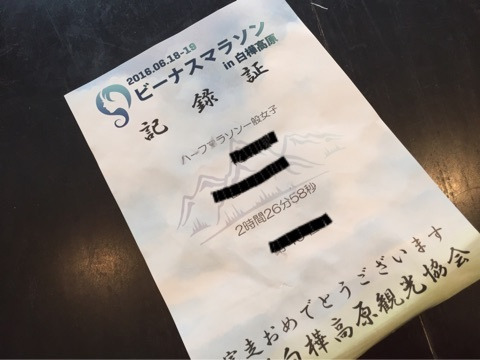 2016.06.18-19
ビーナスマラソン
in 白樺高原
記録証
ハーフマラソン一般女子
2時間26分58秒
完走おめでとうございます
白樺高原観光協会